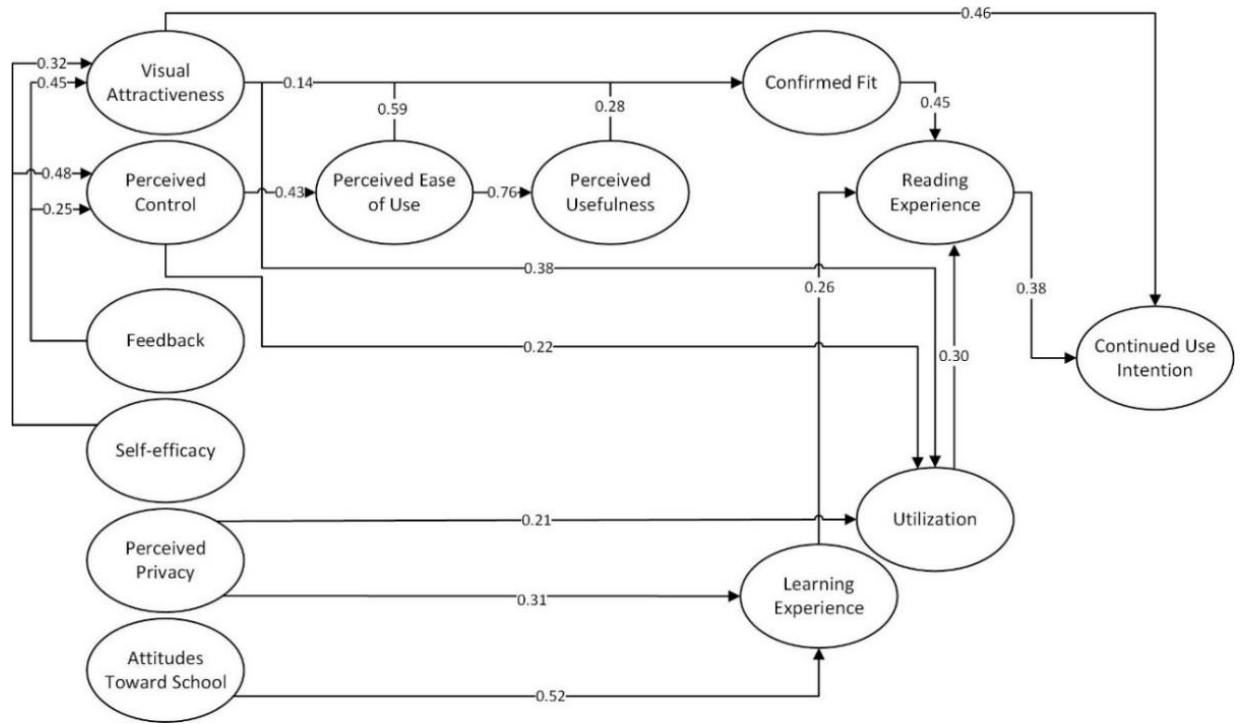 0.46
0.32
Visual
Attractiveness
0.45
0.14
Confirmed Fit
0.59
0.28
0.45
0.48
Perceived
Control
0.43
Perceived Ease
of Use
0.76
Perceived
Usefulness
Reading
Experience
0.25
0.38
0.26
0.38
Feedback
0.22
0.30
Continued Use
Intention
Self-efficacy
0.21
Utilization
Perceived
Privacy
0.31
Learning
Experience
Attitudes
Toward School
0.52